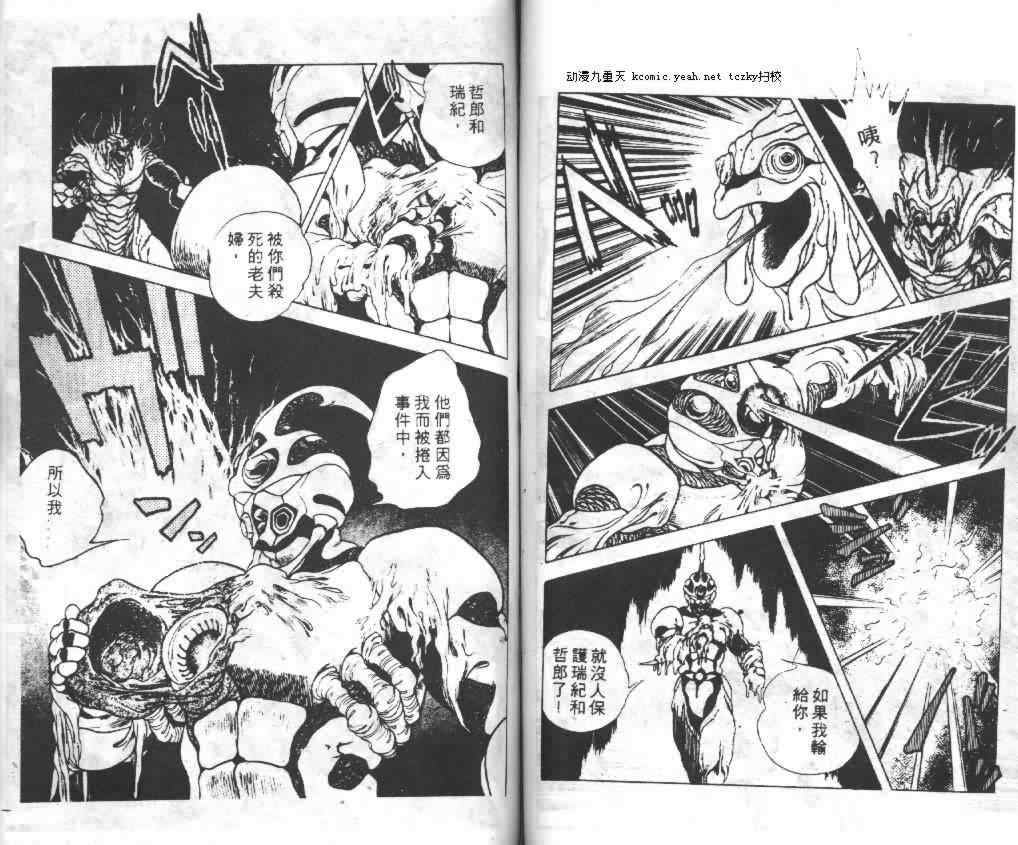 动漫九重天 kcomic.yeah.net tczky扫校
咦？
如果我輸
給你，
就沒人保
護瑞紀和
哲郎了！
哲郎和
瑞紀，
被你們殺
死的老夫
婦，
他們都因爲
我而被捲入
事件中，
所以我……